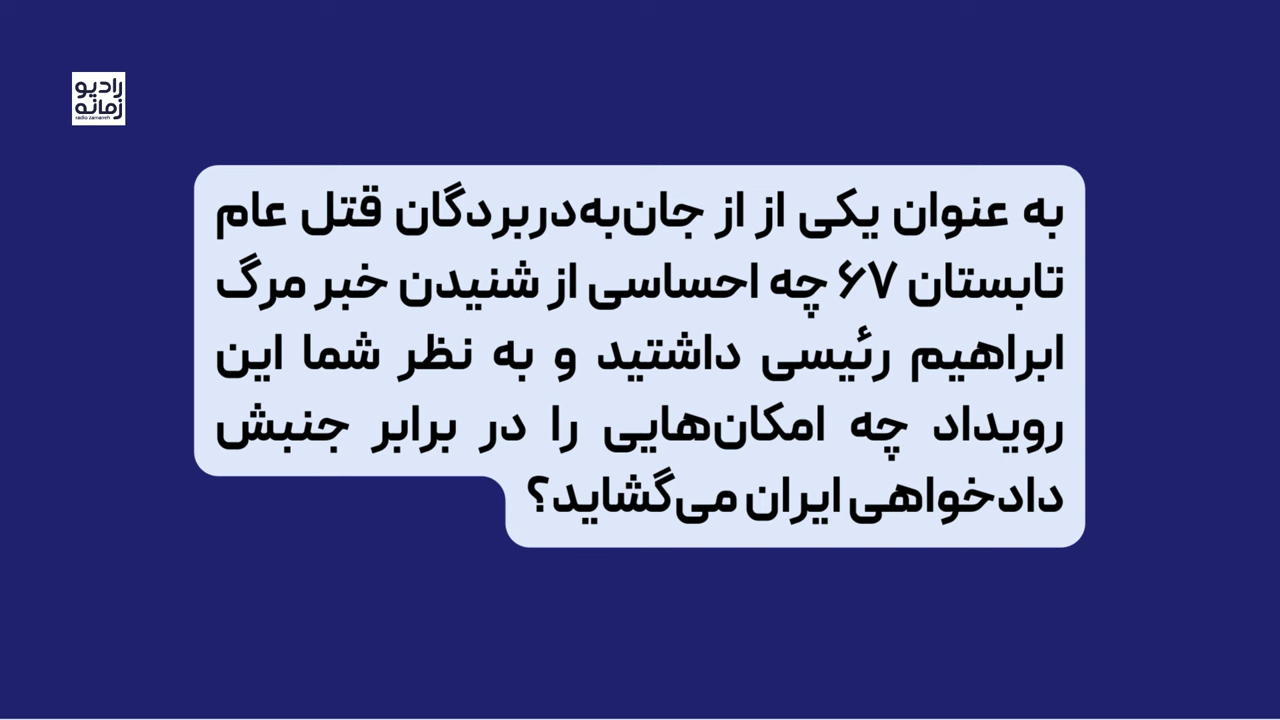 رادیو
زمانه
radio zamaneh
به عنوان یکی از از جان‌به‌دربردگان قتل عام
تابستان ۶۷ چه احساسی از شنیدن خبر مرگ
ابراهیم رئیسی داشتید و به نظر شما این
رویداد چه امکان‌هایی را در برابر جنبش
دادخواهی ایران می‌گشاید؟